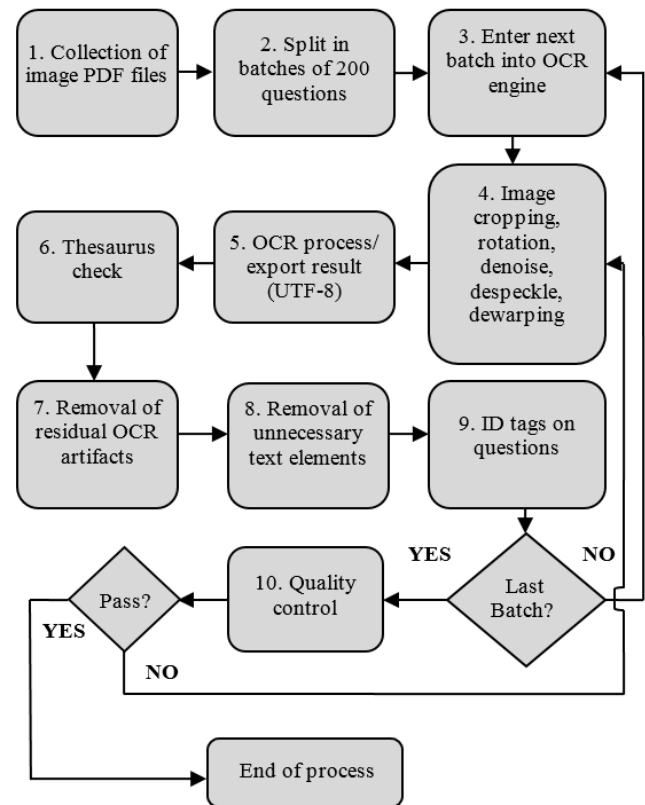 1. Collection of
image PDF files
2. Split in
batches of 200
questions
3. Enter next
batch into OCR
engine
4. Image
cropping,
rotation,
denoise,
despeckle,
dewarping
5. OCR process/
export result
(UTF-8)
6. Thesaurus
check
7. Removal of
residual OCR
artifacts
8. Removal of
unnecessary
text elements
9. ID tags on
questions
Last
Batch?
YES
NO
10. Quality
control
Pass?
YES
NO
End of process